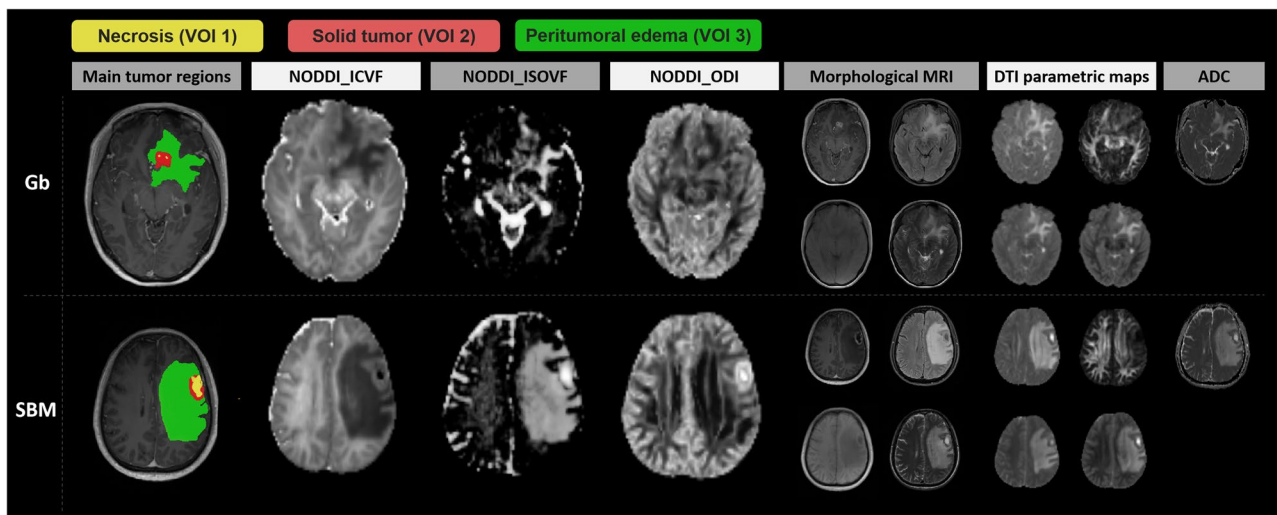 Necrosis (VOI 1) Solid tumor (VOI 2) Peritumoral edema (VOI 3)
Main tumor regions NODDI_ICVF NODDI_ISOVF NODDI_ODI Morphological MRI DTI parametric maps ADC
Gb
SBM